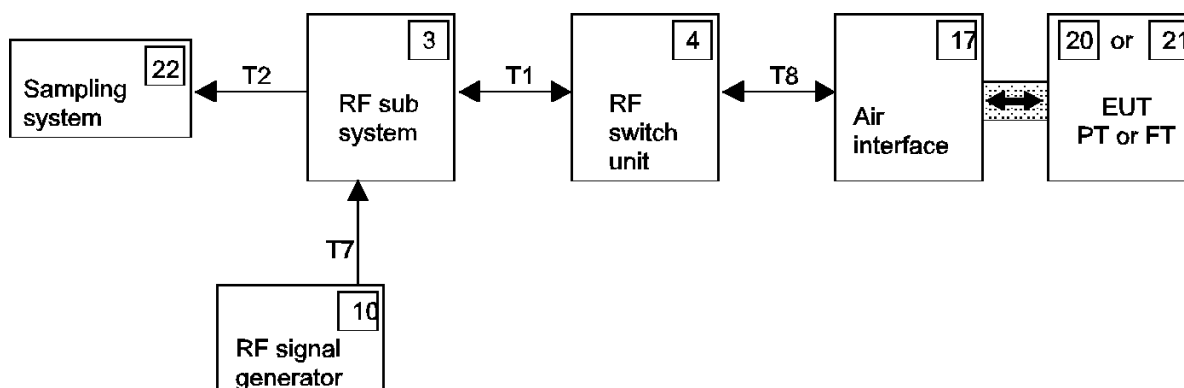 22
Sampling
system
T2
3
RF sub
system
T1
4
RF
switch
unit
T8
17
Air
interface
20 or 21
EUT
PT or FT
T7
10
RF signal
generator